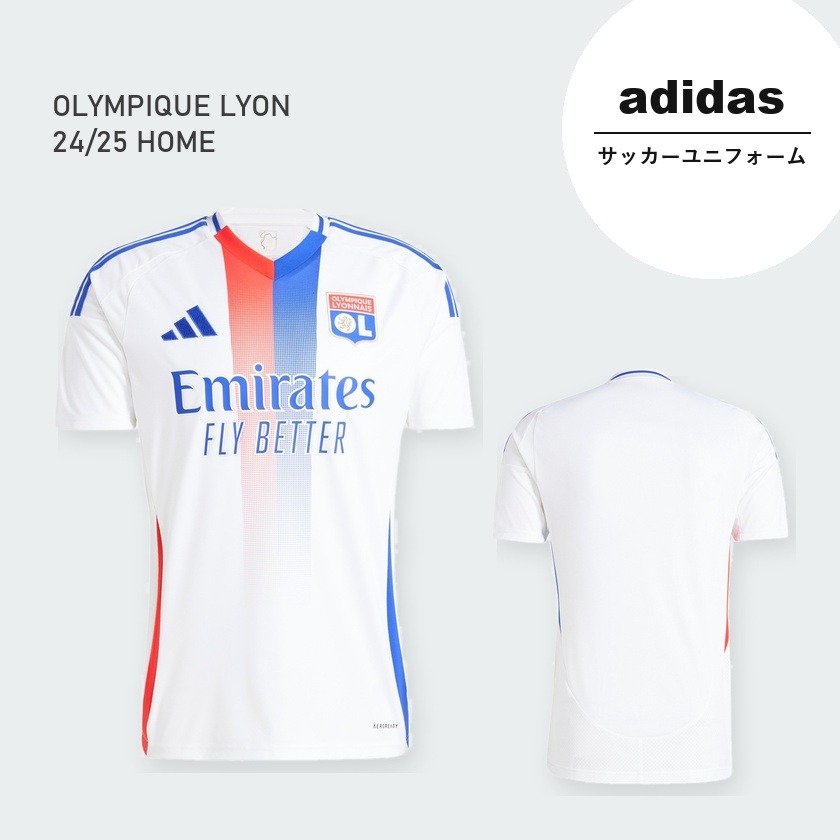 OLYMPIQUE LYON
24/25 HOME
adidas
サッカーユニフォーム
OLYMPIQUE
LYONNAIS
OL
Emirates
FLY BETTER
AEROREADY